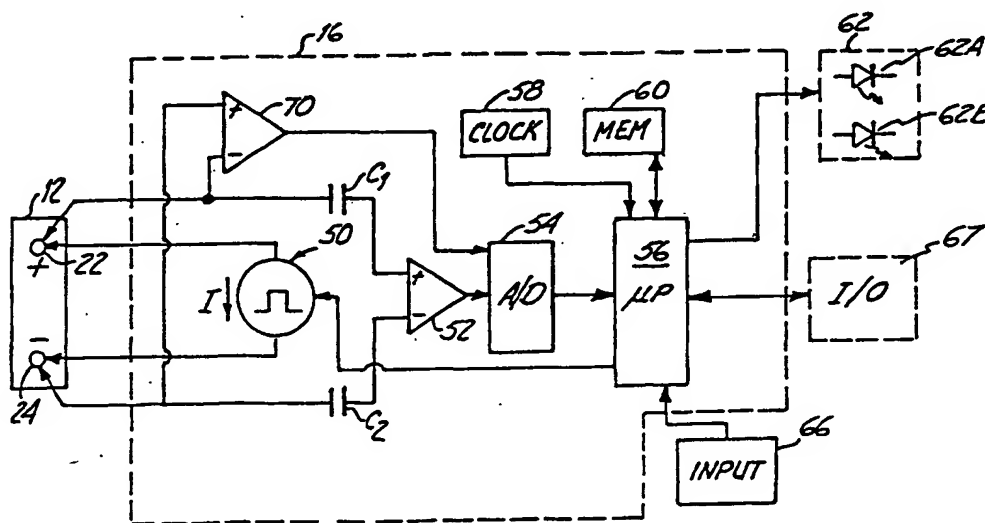 16
62
62A
62B
58
CLOCK
60
MEM
+
-
70
C1
12
22
+
50
I
+
-
52
54
A/D
56
μP
67
I/O
-
24
C2
66
INPUT